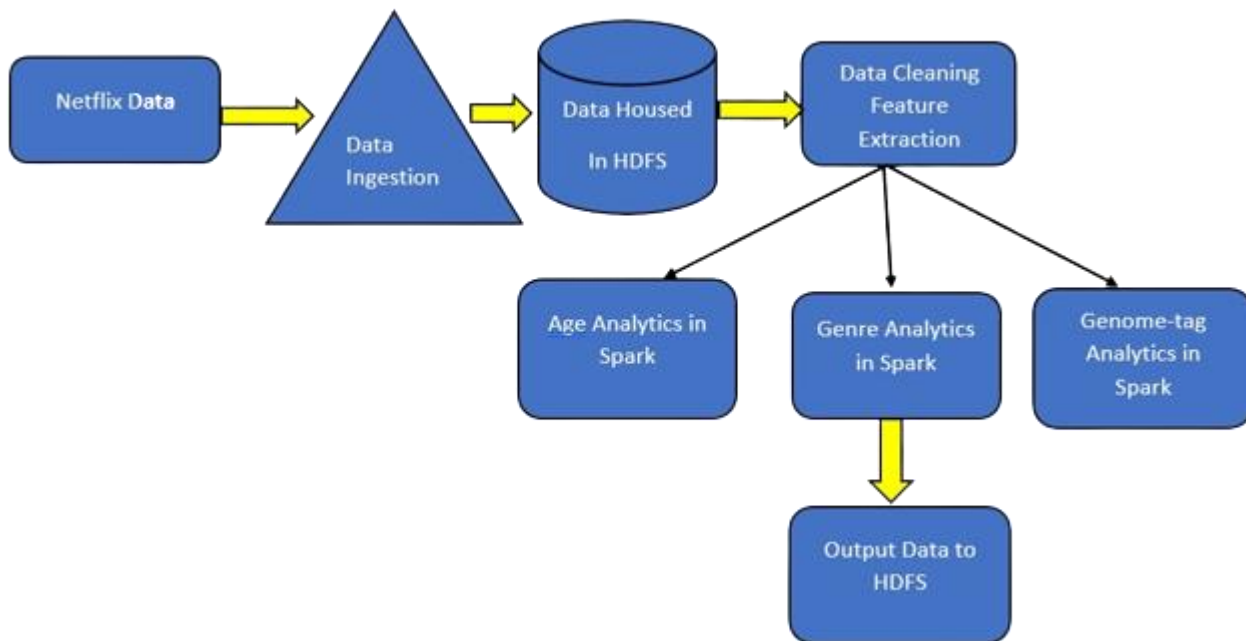 Netflix Data
Data
Ingestion
Data Housed
In HDFS
Data Cleaning
Feature
Extraction
Age Analytics in
Spark
Genre Analytics
in Spark
Genome-tag
Analytics in
Spark
Output Data to
HDFS